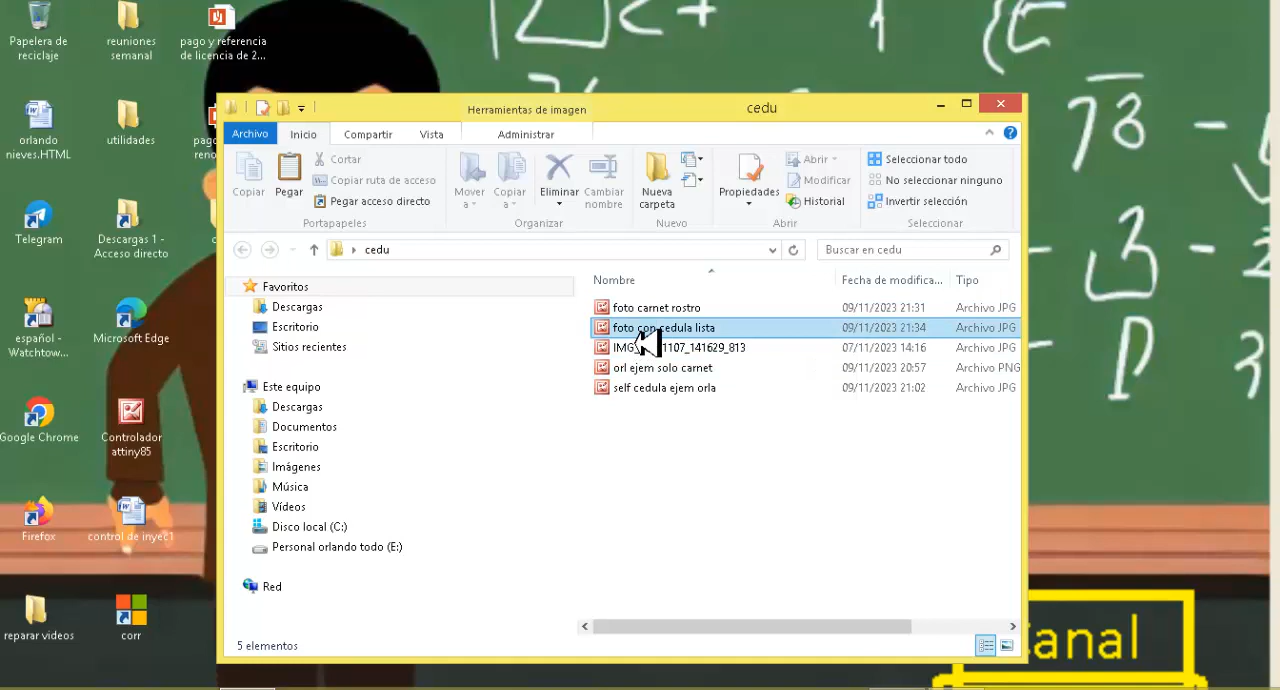 Papelera de
reciclaje
reuniones
semanal
pago y referencia
de licencia de 2...
orlando
nieves.HTML
utilidades
Telegram
Descargas 1 -
Acceso directo
español -
Watchtow...
Microsoft Edge
Google Chrome
Controlador
attiny85
Firefox
control de inyec1
reparar videos
corr
Herramientas de imagen
cedu
Archivo
Inicio
Compartir
Vista
Administrar
Copiar
Pegar
Cortar
Copiar ruta de acceso
Pegar acceso directo
Portapapeles
Mover
a
Copiar
a
Eliminar
Cambiar
nombre
Organizar
Nueva
carpeta
Nuevo
Propiedades
Abrir
Modificar
Historial
Abrir
Seleccionar todo
No seleccionar ninguno
Invertir selección
Seleccionar
cedu
Buscar en cedu
Favoritos
Descargas
Escritorio
Sitios recientes
Este equipo
Descargas
Documentos
Escritorio
Imágenes
Música
Vídeos
Disco local (C:)
Personal orlando todo (E:)
Red
Nombre
Fecha de modifica...
Tipo
foto carnet rostro 09/11/2023 21:31 Archivo JPG
foto con cedula lista 09/11/2023 21:34 Archivo JPG
1107_141629_813 07/11/2023 14:16 Archivo JPG
orl ejem solo carnet 09/11/2023 20:57 Archivo PNG
self cedula ejem orla 09/11/2023 21:02 Archivo JPG
5 elementos
anal